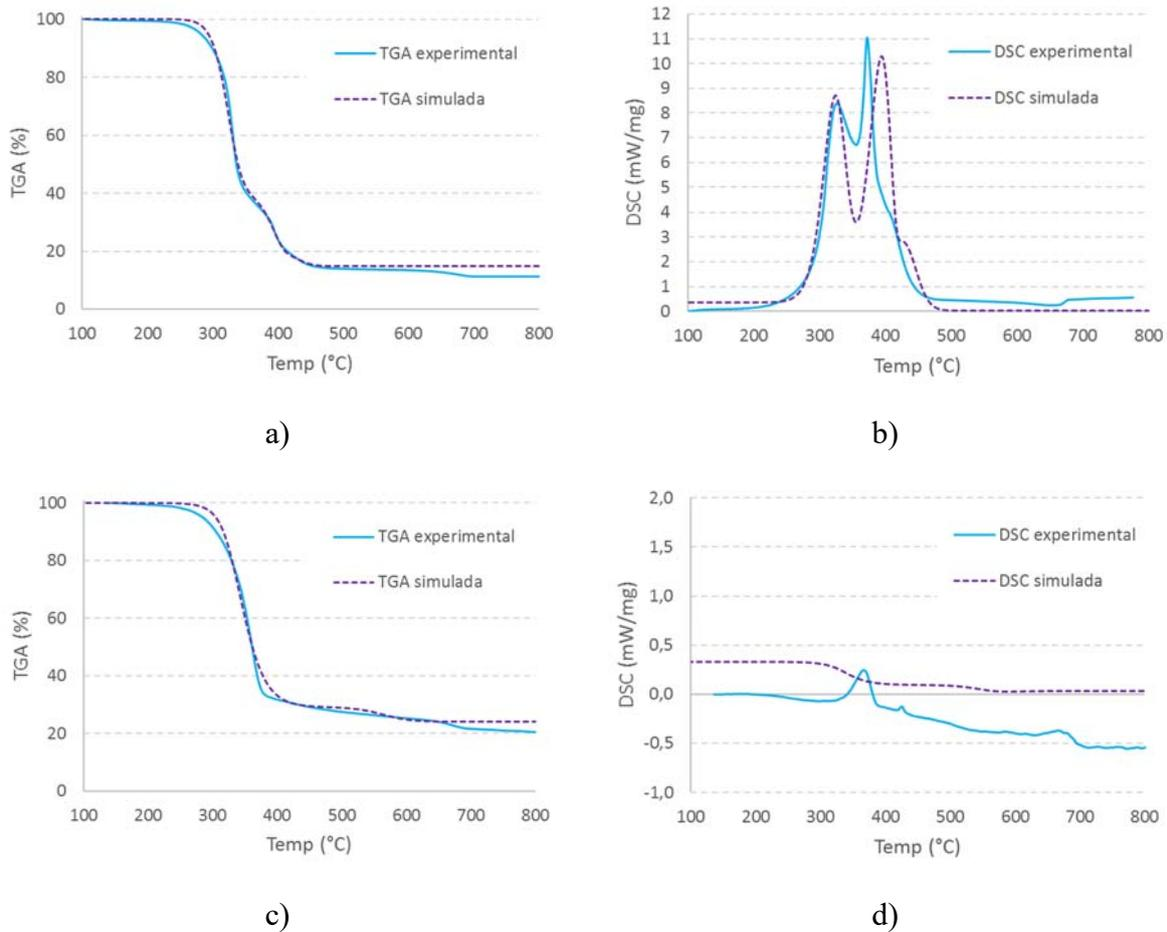 100
80
60
40
20
0
TGA (%)
TGA experimental
TGA simulada
100 200 300 400 500 600 700 800
Temp (°C)
a)
12
11
10
9
8
7
6
5
4
3
2
1
0
DSC (mW/mg)
DSC experimental
DSC simulada
100 200 300 400 500 600 700 800
Temp (°C)
b)
100
80
60
40
20
0
TGA (%)
TGA experimental
TGA simulada
100 200 300 400 500 600 700 800
Temp (°C)
c)
2,0
1,5
1,0
0,5
0,0
-0,5
-1,0
DSC (mW/mg)
DSC experimental
DSC simulada
100 200 300 400 500 600 700 800
Temp (°C)
d)